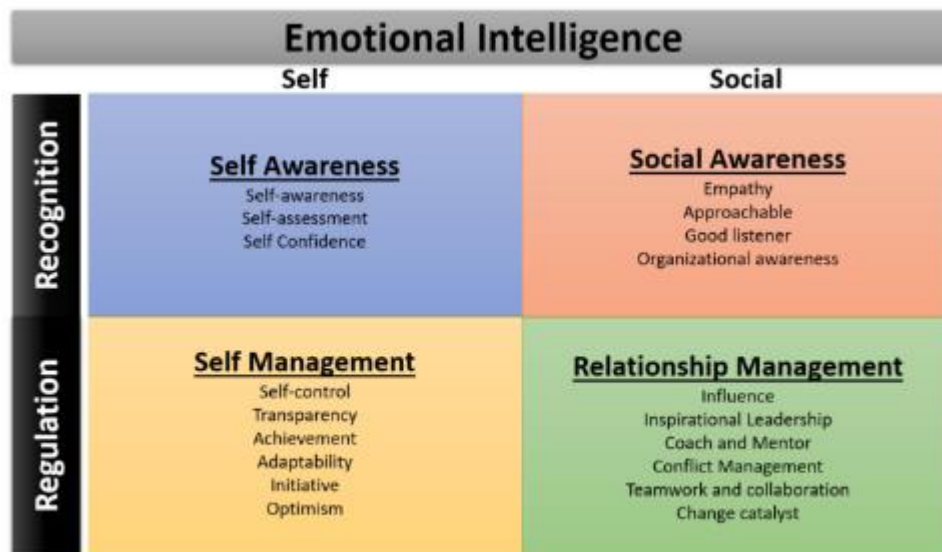 Emotional Intelligence
Self
Social
Recognition
Self Awareness
Self-awareness
Self-assessment
Self Confidence
Social Awareness
Empathy
Approachable
Good listener
Organizational awareness
Regulation
Self Management
Self-control
Transparency
Achievement
Adaptability
Initiative
Optimism
Relationship Management
Influence
Inspirational Leadership
Coach and Mentor
Conflict Management
Teamwork and collaboration
Change catalyst